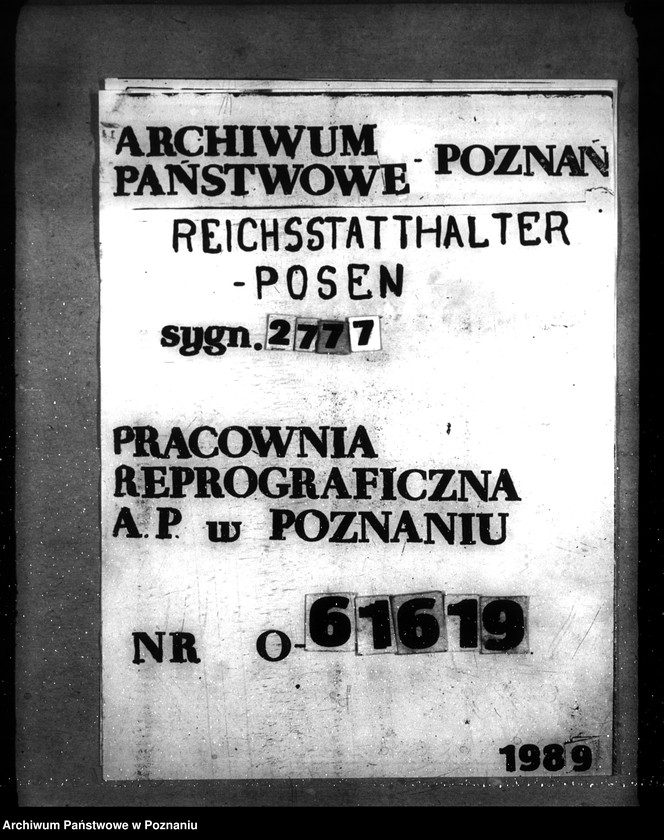 ARCHIWUM
PAŃSTWOWE - POZNAŃ
REICHSSTATTHALTER
-POSEN
sygn. 2777
PRACOWNIA
REPROGRAFICZNA
A.P. w POZNANIU
NR O-61619
1989
Archiwum Państwowe w Poznaniu